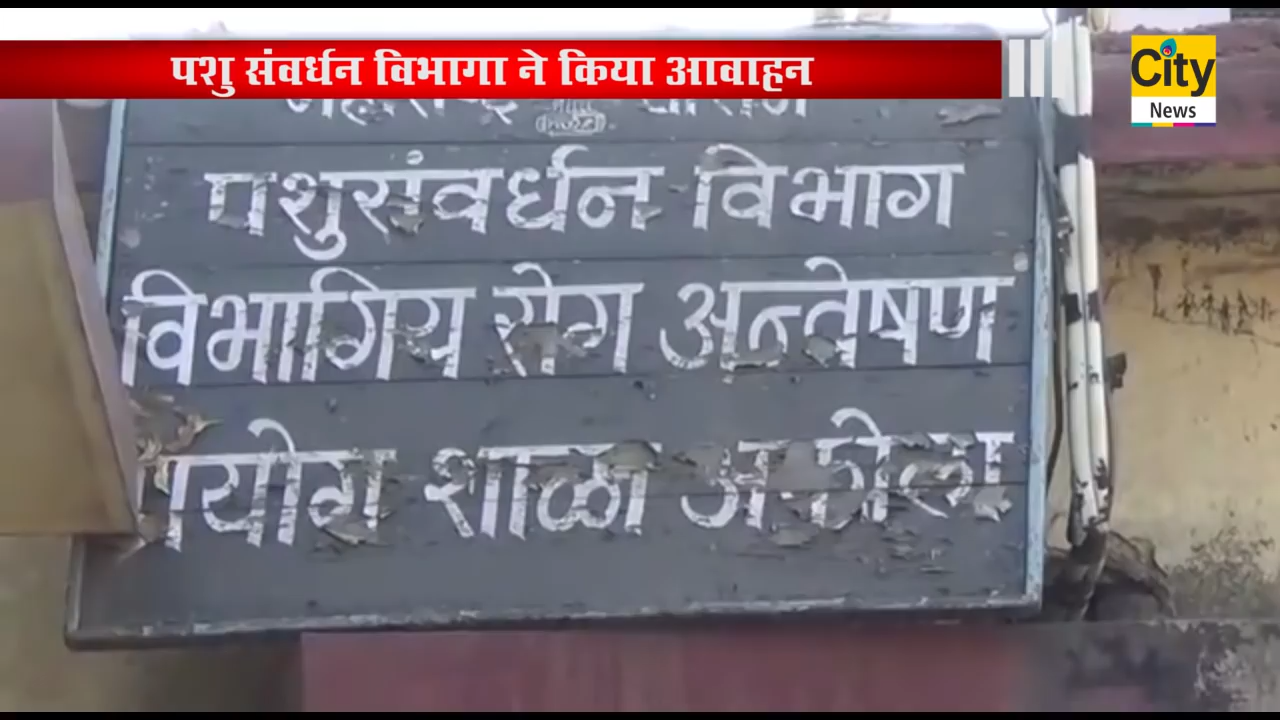 पशु संवर्धन विभागा ने किया आवाहन
City
News
पशुसंवर्धन विभाग
विभागिय रोग अन्वेषण
प्रयोग शाळा अकोला